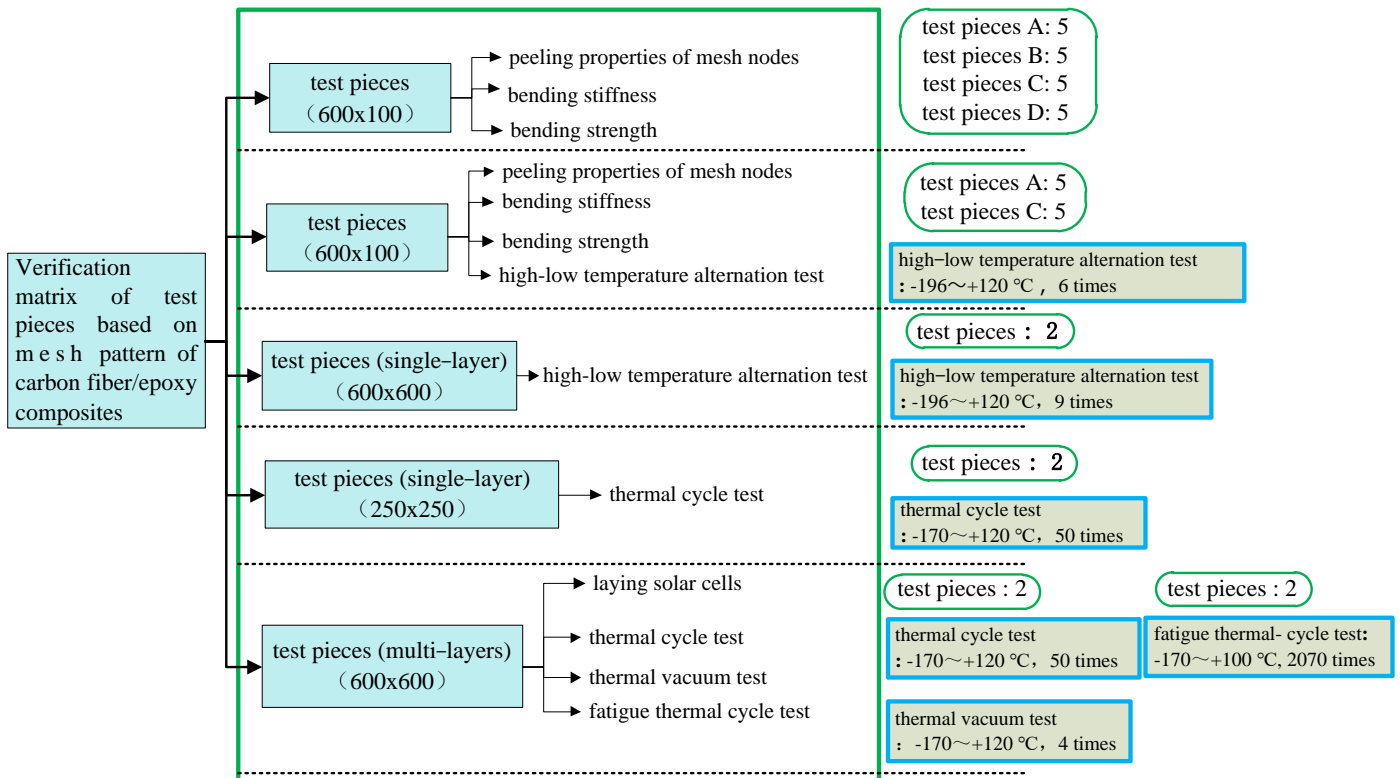 Verification
matrix of test
pieces based on
mesh pattern of
carbon fiber/epoxy
composites
test pieces
（600x100）
peeling properties of mesh nodes
bending stiffness
bending strength
test pieces A: 5
test pieces B: 5
test pieces C: 5
test pieces D: 5
test pieces
（600x100）
peeling properties of mesh nodes
bending stiffness
bending strength
high-low temperature alternation test
test pieces A: 5
test pieces C: 5
high−low temperature alternation test
：-196～+120 ℃ ，6 times
test pieces (single−layer)
（600x600）
high-low temperature alternation test
test pieces：2
high−low temperature alternation test
：-196～+120 ℃，9 times
test pieces (single−layer)
（250x250）
thermal cycle test
test pieces：2
thermal cycle test
：-170～+120 ℃，50 times
test pieces (multi−layers)
（600x600）
laying solar cells
thermal cycle test
thermal vacuum test
fatigue thermal cycle test
test pieces : 2
thermal cycle test
：-170～+120 ℃，50 times
thermal vacuum test
：-170～+120 ℃，4 times
test pieces : 2
fatigue thermal- cycle test：
-170～+100 ℃, 2070 times